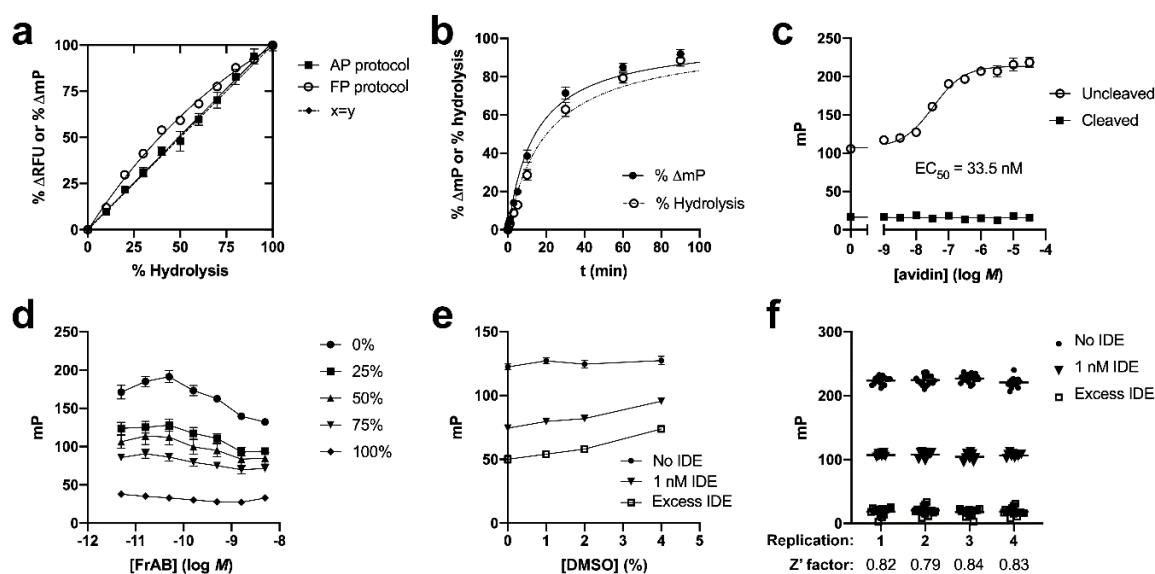 a
100
75
50
25
0
% ΔRFU or % ΔmP
AP protocol
FP protocol
x=y
0 25 50 75 100
% Hydrolysis
b
100
80
60
40
20
0
% ΔmP or % hydrolysis
% ΔmP
% Hydrolysis
0 20 40 60 80 100
t (min)
c
250
200
150
100
50
0
mP
Uncleaved
Cleaved
EC50 = 33.5 nM
0 -9 -8 -7 -6 -5 -4
[avidin] (log M)
d
250
200
150
100
50
0
mP
0%
25%
50%
75%
100%
-12 -11 -10 -9 -8
[FrAB] (log M)
e
150
100
50
0
mP
No IDE
1 nM IDE
Excess IDE
0 1 2 3 4 5
[DMSO] (%)
f
300
200
100
0
mP
No IDE
1 nM IDE
Excess IDE
Replication: 1 2 3 4
Z' factor: 0.82 0.79 0.84 0.83